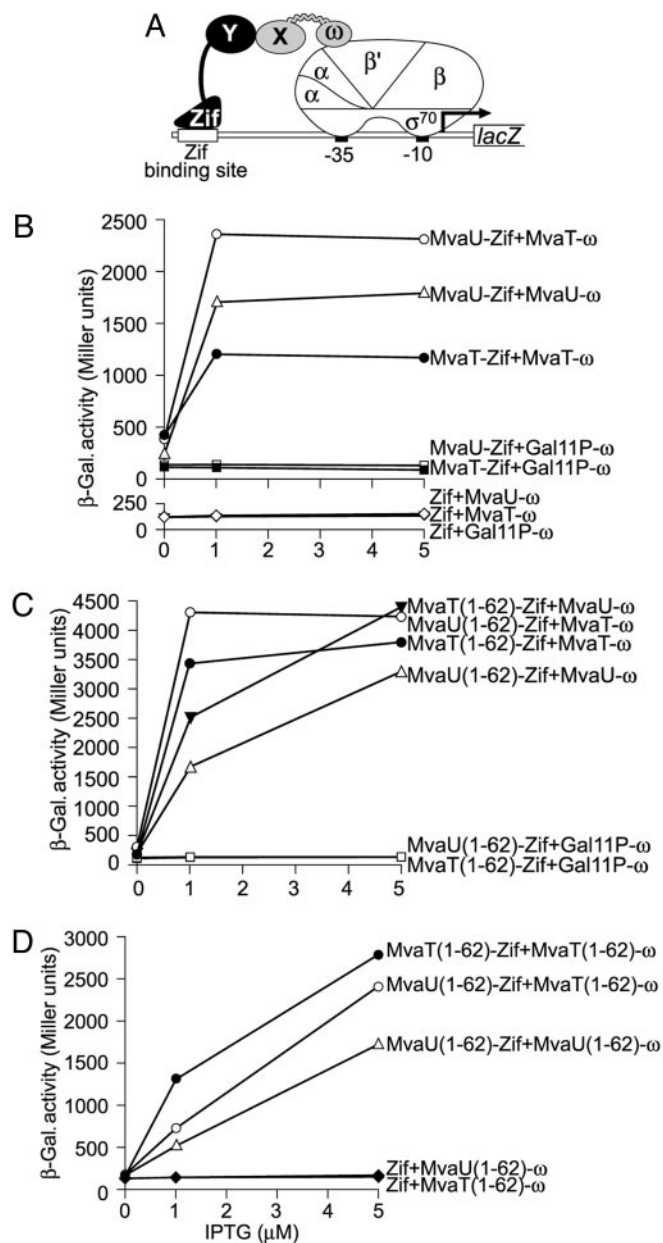 A
Y
X
ω
α
α
β'
β
σ70
Zif
Zif
binding site
-35
-10
lacZ
B
β-Gal. activity (Miller units)
2500
2000
1500
1000
500
0
250
0
0 1 2 3 4 5
MvaU-Zif+MvaT-ω
MvaU-Zif+MvaU-ω
MvaT-Zif+MvaT-ω
MvaU-Zif+Gal11P-ω
MvaT-Zif+Gal11P-ω
Zif+MvaU-ω
Zif+MvaT-ω
Zif+Gal11P-ω
C
β-Gal. activity (Miller units)
4500
4000
3500
3000
2500
2000
1500
1000
500
0
0 1 2 3 4 5
MvaT(1-62)-Zif+MvaU-ω
MvaU(1-62)-Zif+MvaT-ω
MvaT(1-62)-Zif+MvaT-ω
MvaU(1-62)-Zif+MvaU-ω
MvaU(1-62)-Zif+Gal11P-ω
MvaT(1-62)-Zif+Gal11P-ω
D
β-Gal. activity (Miller units)
3000
2500
2000
1500
1000
500
0
0 1 2 3 4 5
IPTG (μM)
MvaT(1-62)-Zif+MvaT(1-62)-ω
MvaU(1-62)-Zif+MvaT(1-62)-ω
MvaU(1-62)-Zif+MvaU(1-62)-ω
Zif+MvaU(1-62)-ω
Zif+MvaT(1-62)-ω